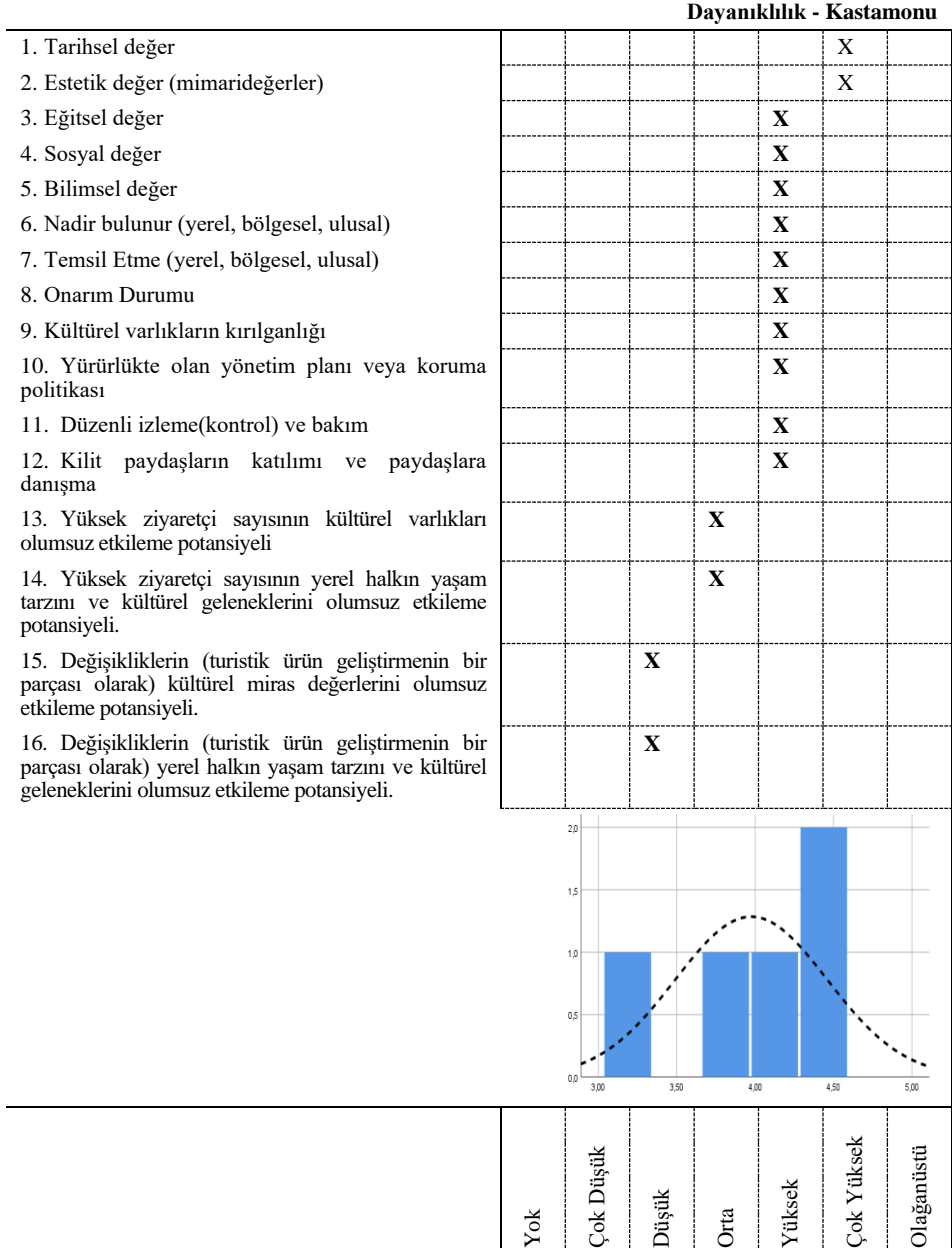 Dayanıklılık - Kastamonu
1. Tarihsel değer X
2. Estetik değer (mimarideğerler) X
3. Eğitsel değer X
4. Sosyal değer X
5. Bilimsel değer X
6. Nadir bulunur (yerel, bölgesel, ulusal) X
7. Temsil Etme (yerel, bölgesel, ulusal) X
8. Onarım Durumu X
9. Kültürel varlıkların kırılganlığı X
10. Yürürlükte olan yönetim planı veya koruma X
politikası
11. Düzenli izleme(kontrol) ve bakım X
12. Kilit paydaşların katılımı ve paydaşlara X
danışma
13. Yüksek ziyaretçi sayısının kültürel varlıkları X
olumsuz etkileme potansiyeli
14. Yüksek ziyaretçi sayısının yerel halkın yaşam X
tarzını ve kültürel geleneklerini olumsuz etkileme
potansiyeli.
15. Değişikliklerin (turistik ürün geliştirmenin bir X
parçası olarak) kültürel miras değerlerini olumsuz
etkileme potansiyeli.
16. Değişikliklerin (turistik ürün geliştirmenin bir X
parçası olarak) yerel halkın yaşam tarzını ve kültürel
geleneklerini olumsuz etkileme potansiyeli.
2,0
1,5
1,0
0,5
0,0
3,00 3,50 4,00 4,50 5,00
Yok
Çok Düşük
Düşük
Orta
Yüksek
Çok Yüksek
Olağanüstü